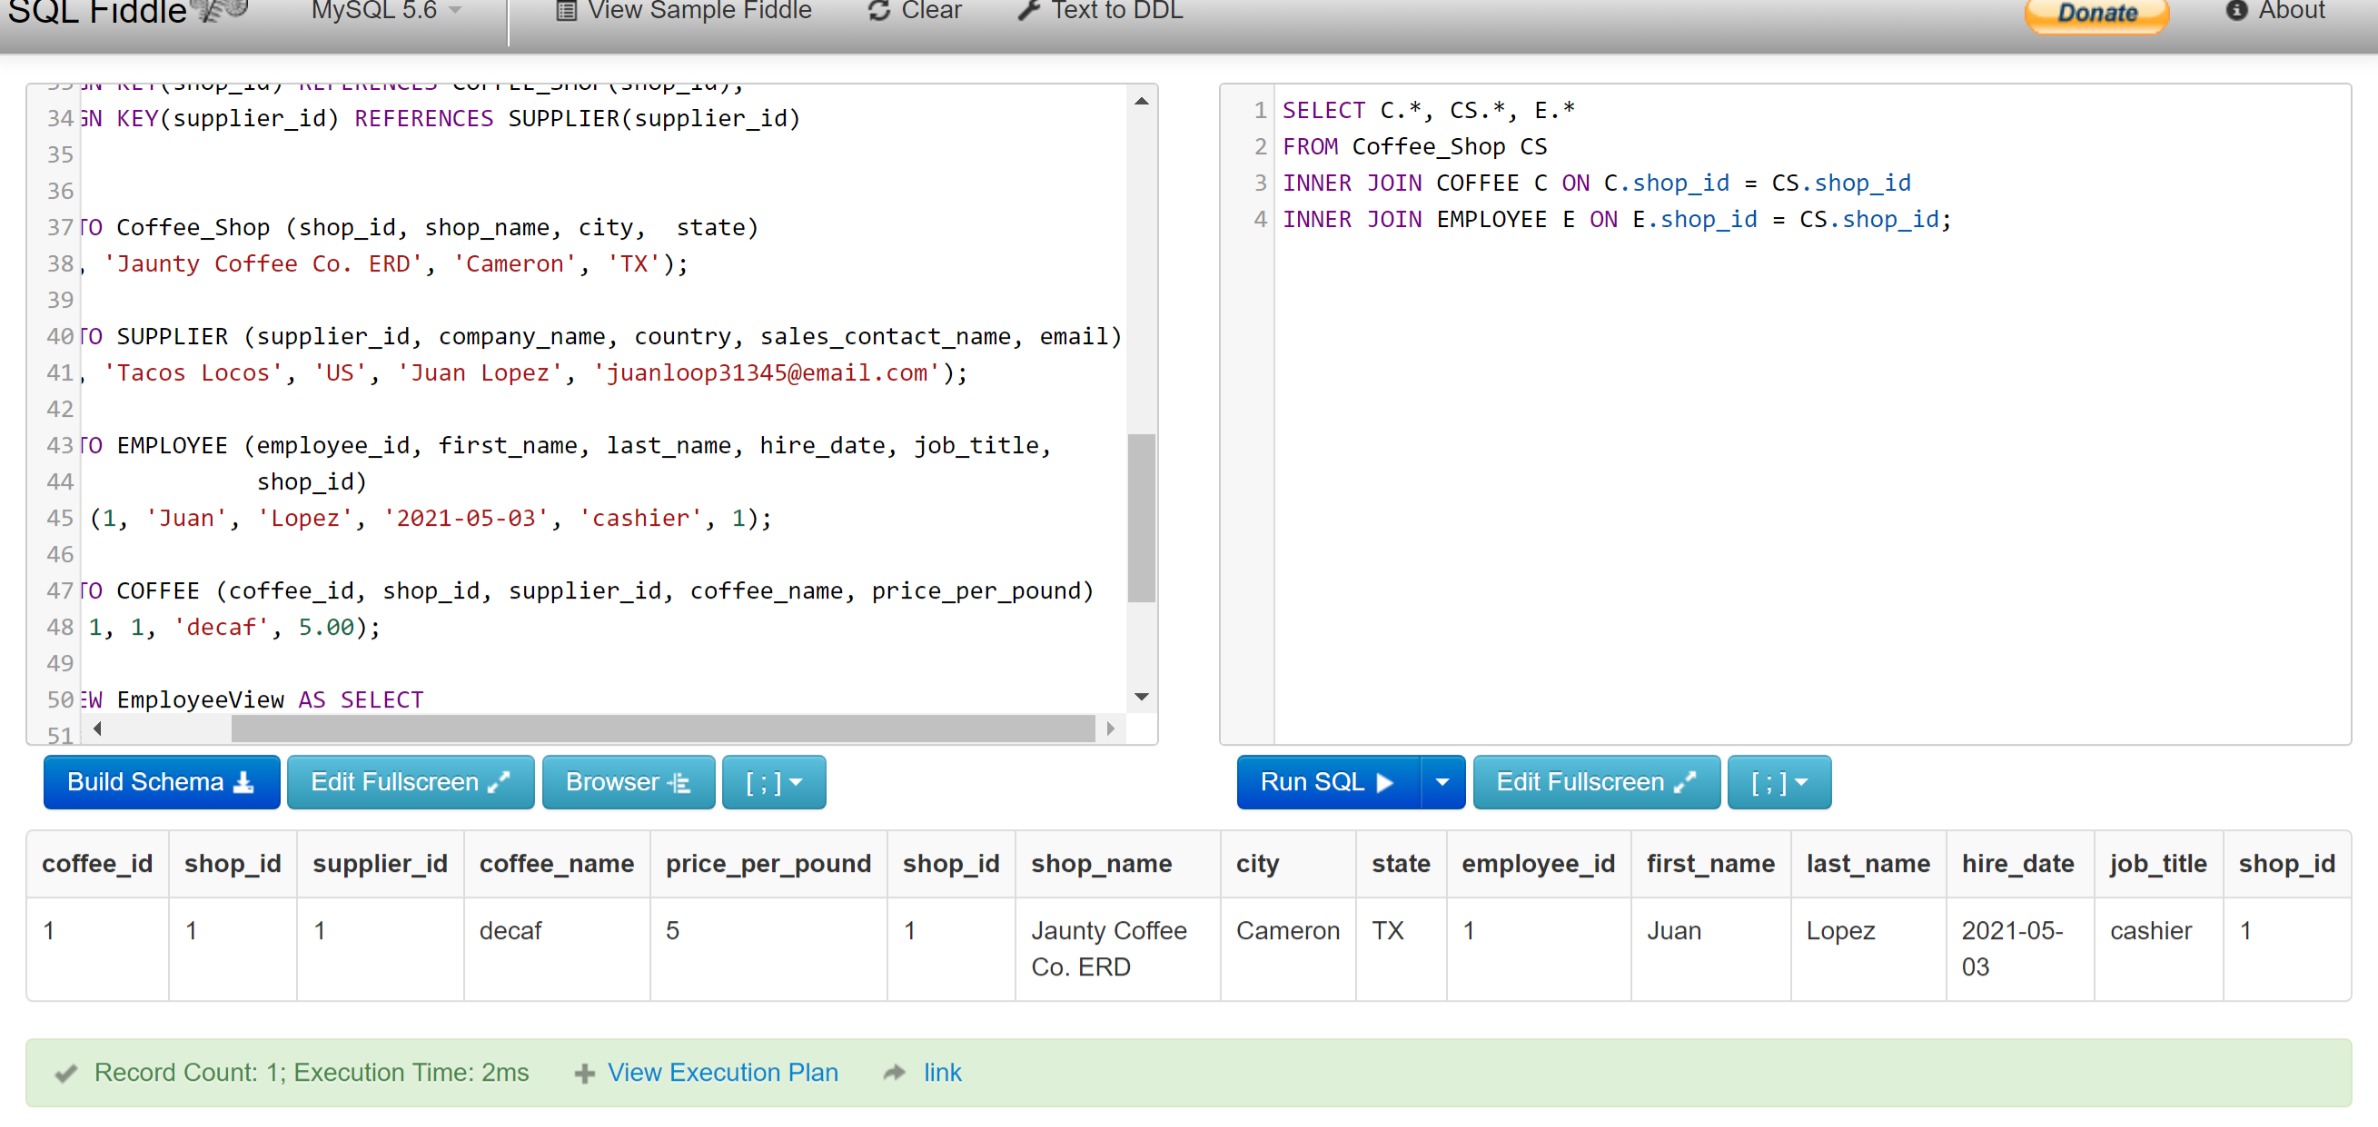 SQL Fiddle
MySQL 5.6
View Sample Fiddle
Clear
Text to DDL
Donate
About
34 GN KEY(supplier_id) REFERENCES SUPPLIER(supplier_id)
35
36
37 TO Coffee_Shop (shop_id, shop_name, city,  state)
38 , 'Jaunty Coffee Co. ERD', 'Cameron', 'TX');
39
40 TO SUPPLIER (supplier_id, company_name, country, sales_contact_name, email)
41 , 'Tacos Locos', 'US', 'Juan Lopez', 'juanloop31345@email.com');
42
43 TO EMPLOYEE (employee_id, first_name, last_name, hire_date, job_title,
44 shop_id)
45 (1, 'Juan', 'Lopez', '2021-05-03', 'cashier', 1);
46
47 TO COFFEE (coffee_id, shop_id, supplier_id, coffee_name, price_per_pound)
48 1, 1, 'decaf', 5.00);
49
50 EW EmployeeView AS SELECT
51
1 SELECT C.*, CS.*, E.*
2 FROM Coffee_Shop CS
3 INNER JOIN COFFEE C ON C.shop_id = CS.shop_id
4 INNER JOIN EMPLOYEE E ON E.shop_id = CS.shop_id;
Build Schema
Edit Fullscreen
Browser
[ ; ]
Run SQL
Edit Fullscreen
[ ; ]
coffee_id shop_id supplier_id coffee_name price_per_pound shop_id shop_name city state employee_id first_name last_name hire_date job_title shop_id
1 1 1 decaf 5 1 Jaunty Coffee Cameron TX 1 Juan Lopez 2021-05- cashier 1
Co. ERD 03
Record Count: 1; Execution Time: 2ms
View Execution Plan
link